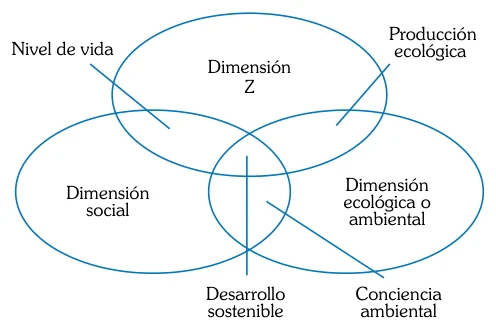 Nivel de vida
Dimensión
Z
Producción
ecológica
Dimensión
social
Dimensión
ecológica o
ambiental
Desarrollo
sostenible
Conciencia
ambiental